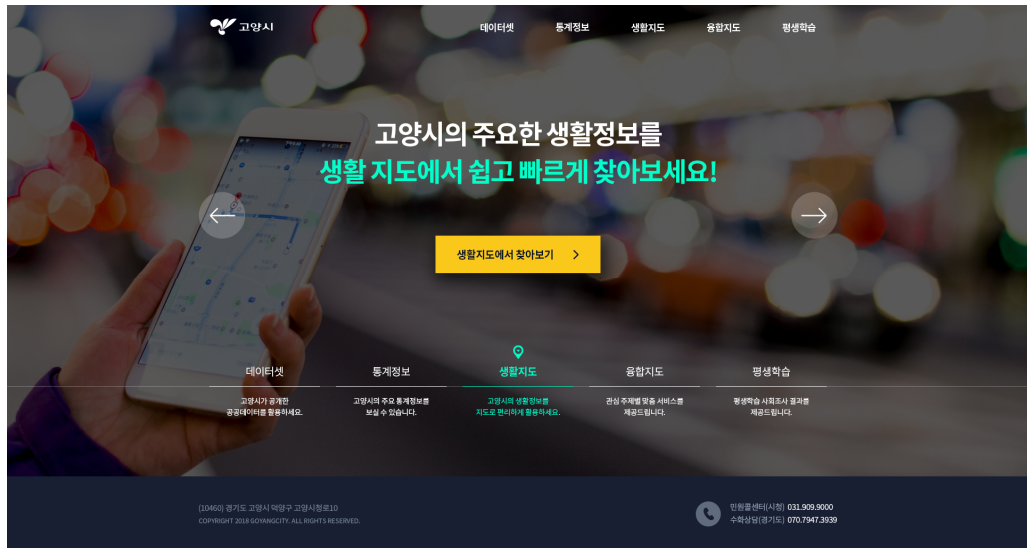 고양시
데이터셋 통계정보 생활지도 융합지도 평생학습
고양시의 주요한 생활정보를
생활 지도에서 쉽고 빠르게 찾아보세요!
생활지도에서 찾아보기
데이터셋
고양시가 공개한
공공데이터를 활용하세요.
통계정보
고양시의 주요 통계정보를
보실 수 있습니다.
생활지도
고양시의 생활정보를
지도로 편리하게 활용하세요.
융합지도
관심 주제별 맞춤 서비스를
제공드립니다.
평생학습
평생학습 사회조사 결과를
제공드립니다.
(10460) 경기도 고양시 덕양구 고양시청로10
COPYRIGHT 2018 GOYANGCITY. ALL RIGHTS RESERVED.
민원콜센터(시청) 031.909.9000
수화상담(경기도) 070.7947.3939